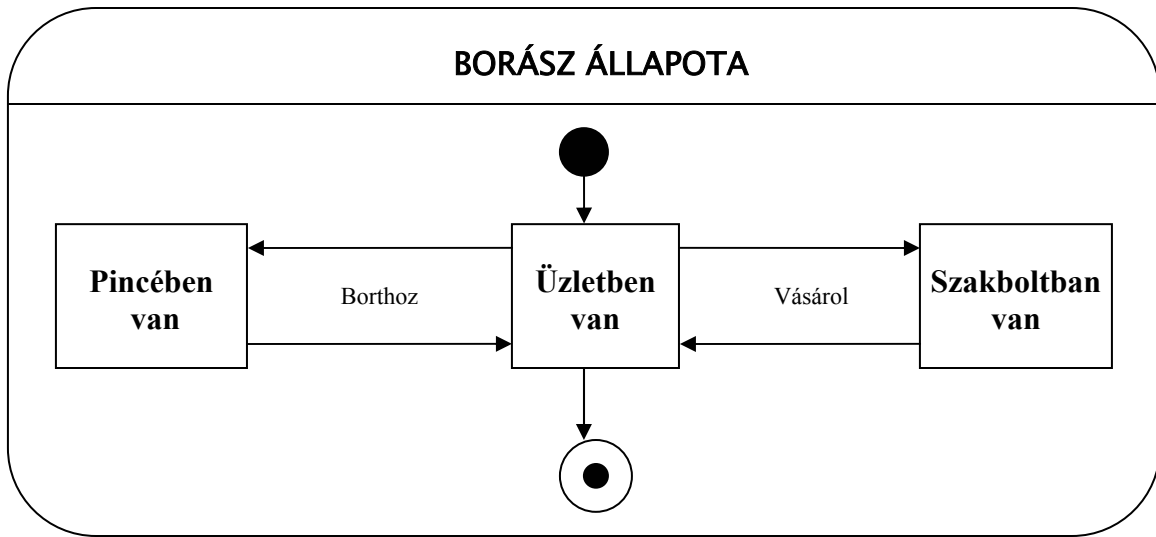 BORÁSZ ÁLLAPOTA
Pincében
van
Borthoz
Üzletben
van
Vásárol
Szakboltban
van